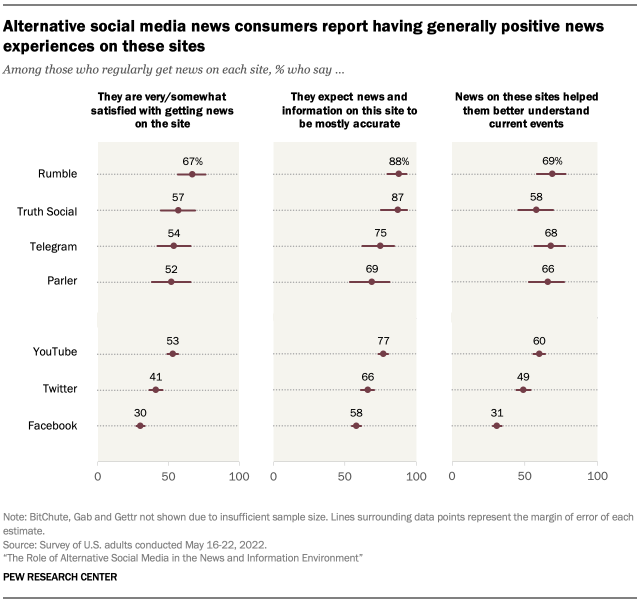 Alternative social media news consumers report having generally positive news
experiences on these sites
Among those who regularly get news on each site, % who say ...
They are very/somewhat
satisfied with getting news
on the site
They expect news and
information on this site to
be mostly accurate
News on these sites helped
them better understand
current events
Rumble 67% 88% 69%
Truth Social 57 87 58
Telegram 54 75 68
Parler 52 69 66
YouTube 53 77 60
Twitter 41 66 49
Facebook 30 58 31
0 50 100 0 50 100 0 50 100
Note: BitChute, Gab and Gettr not shown due to insufficient sample size. Lines surrounding data points represent the margin of error of each
estimate.
Source: Survey of U.S. adults conducted May 16-22, 2022.
“The Role of Alternative Social Media in the News and Information Environment”
PEW RESEARCH CENTER